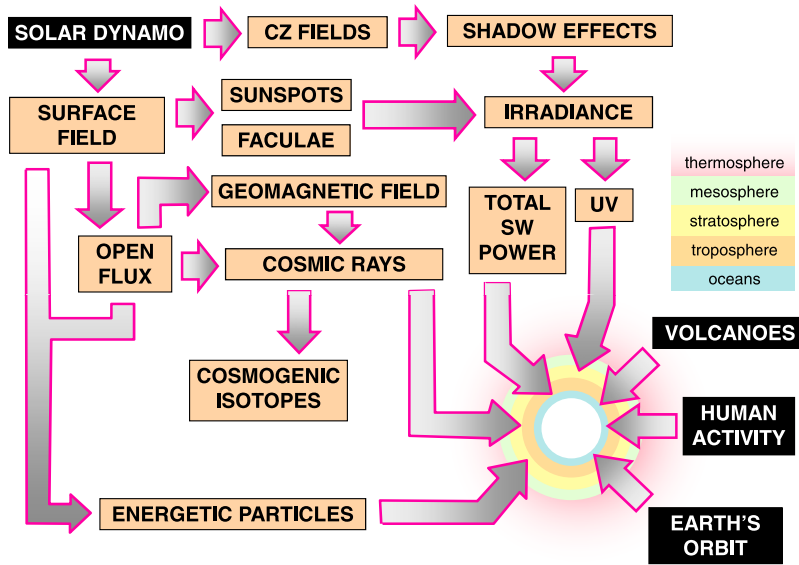 SOLAR DYNAMO
CZ FIELDS
SHADOW EFFECTS
SURFACE
FIELD
SUNSPOTS
FACULAE
IRRADIANCE
GEOMAGNETIC FIELD
TOTAL
SW
POWER
UV
thermosphere
mesosphere
stratosphere
troposphere
oceans
OPEN
FLUX
COSMIC RAYS
COSMOGENIC
ISOTOPES
VOLCANOES
HUMAN
ACTIVITY
ENERGETIC PARTICLES
EARTH'S
ORBIT